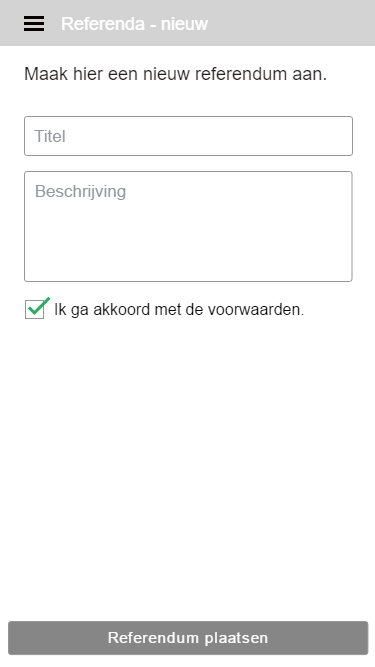 Referenda - nieuw
Maak hier een nieuw referendum aan.
Titel
Beschrijving
Ik ga akkoord met de voorwaarden.
Referendum plaatsen